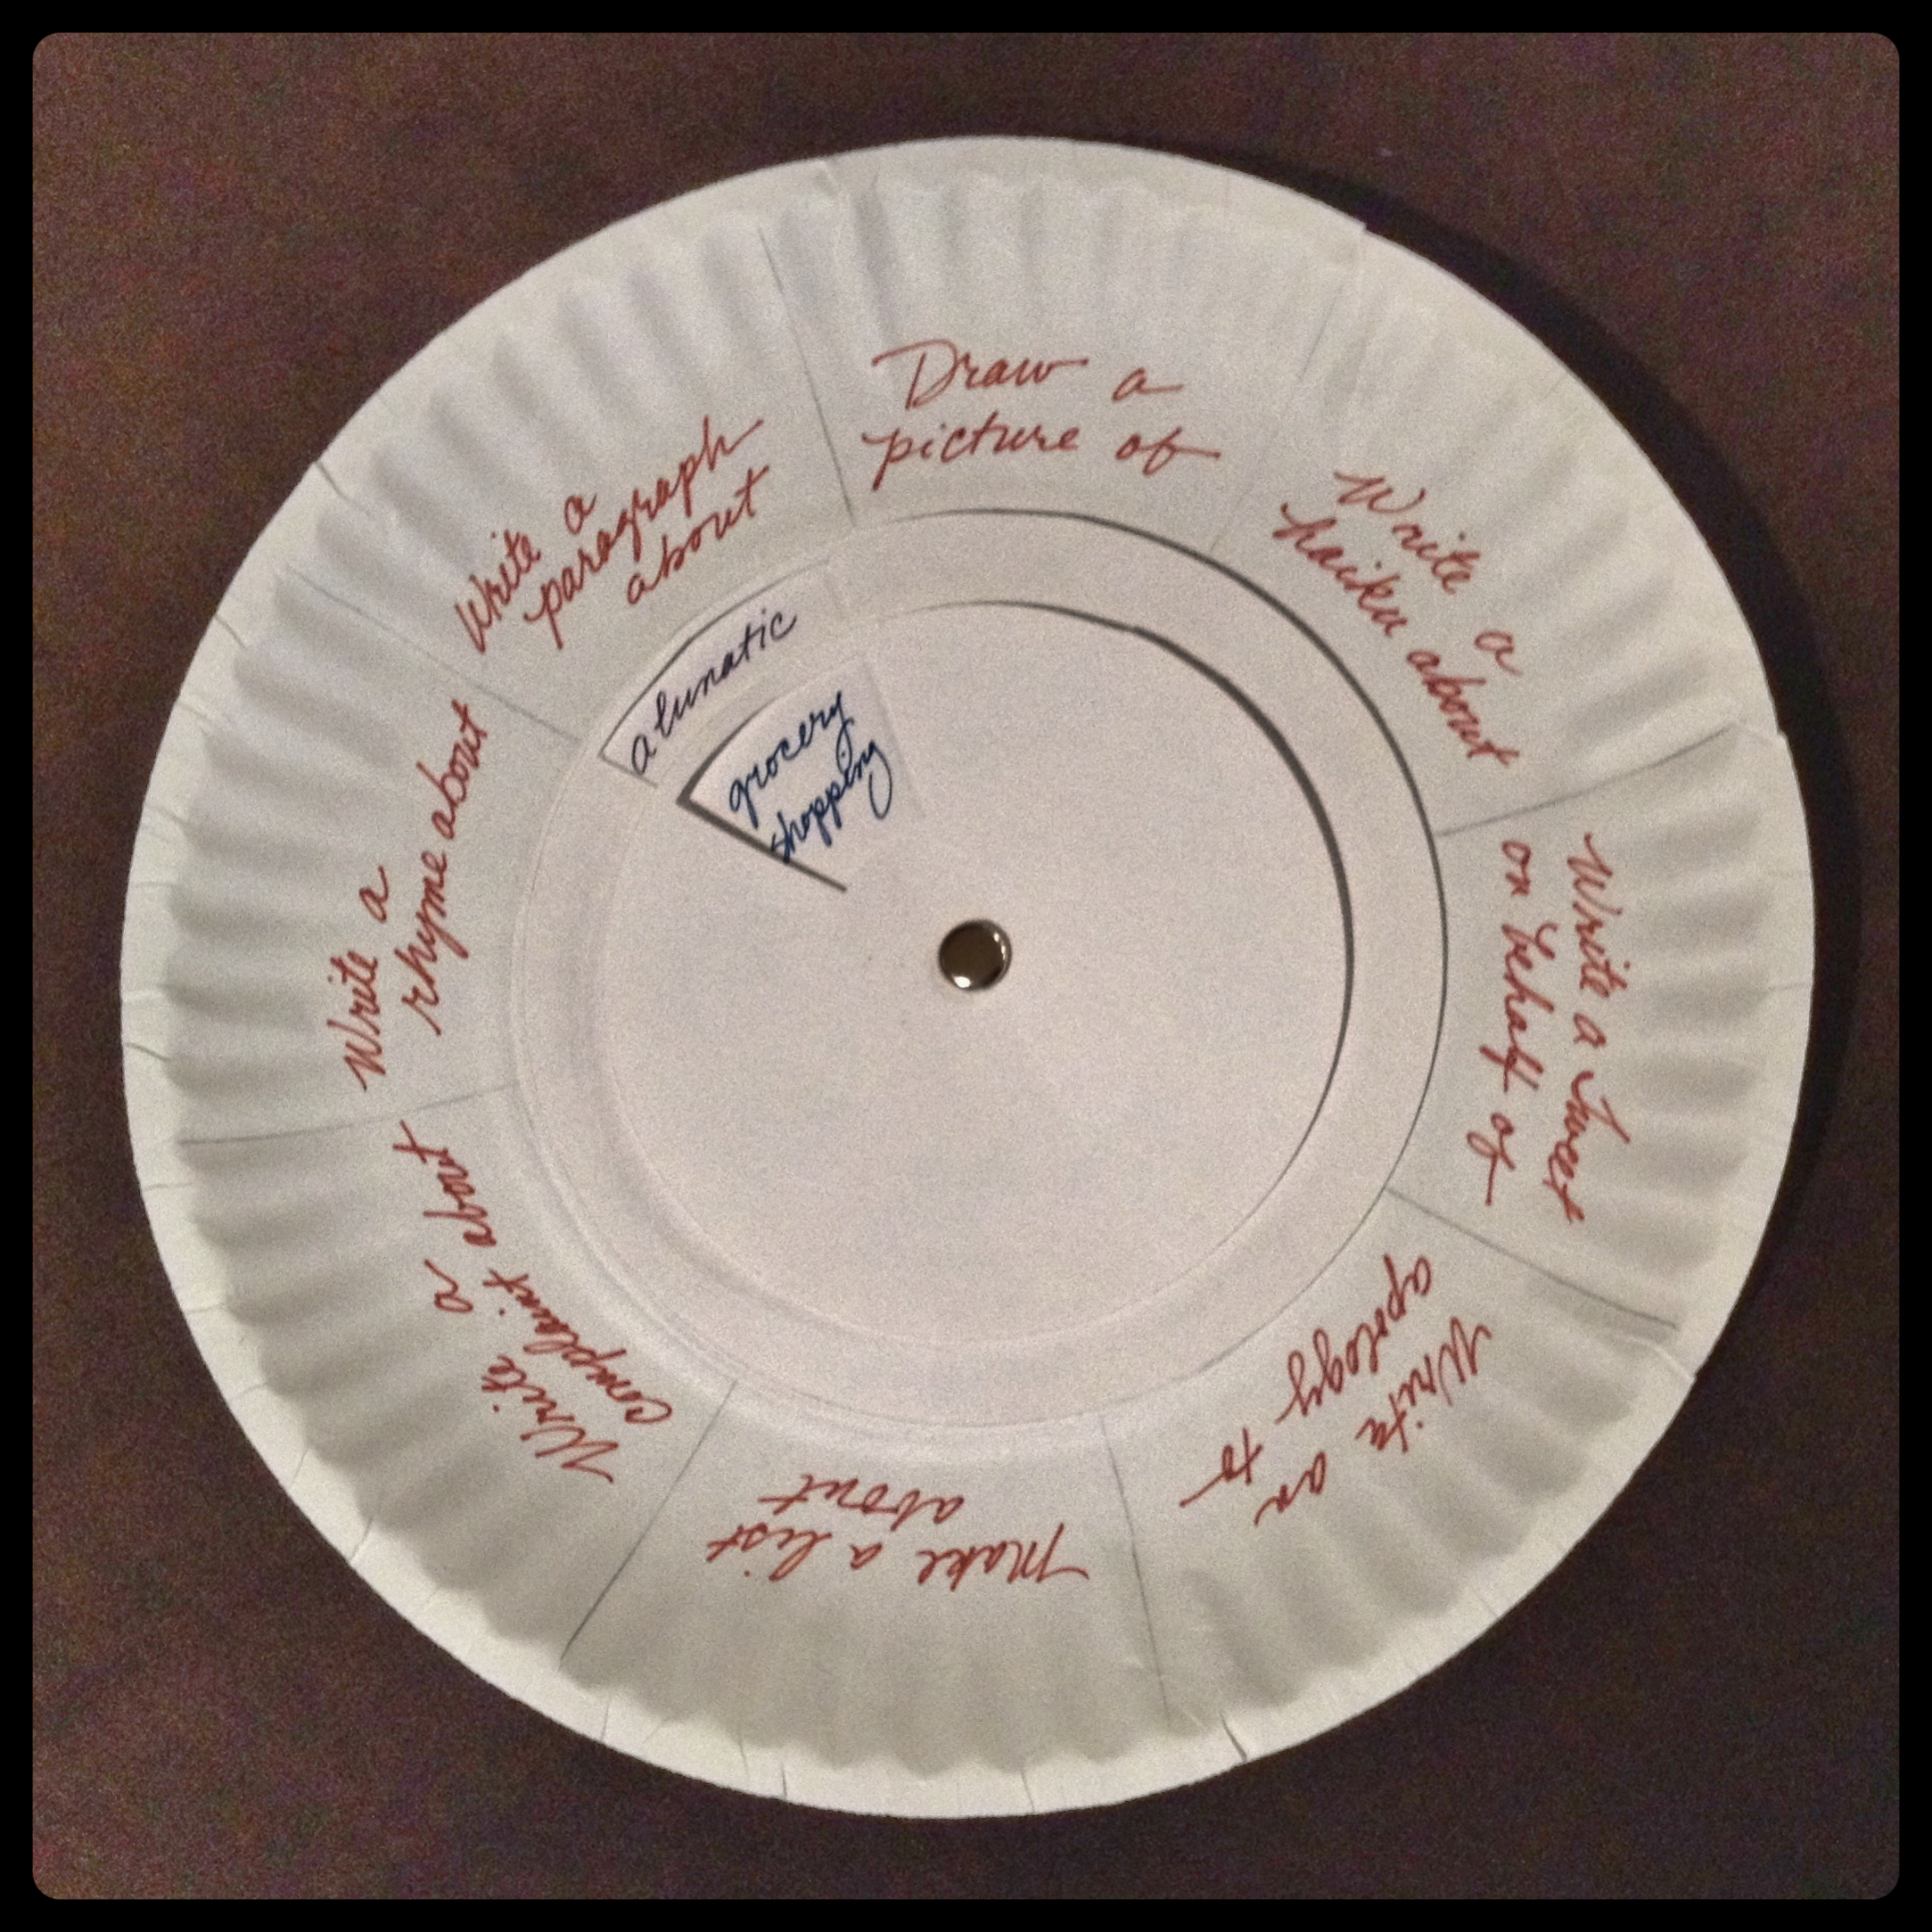 Draw a
picture of
Write a
haiku about
Write a Tweet
on behalf of
Write an
apology to
Make a list
about
Write a
complaint about
Write a
rhyme about
Write a
paragraph
about
a lunatic
grocery
shopping